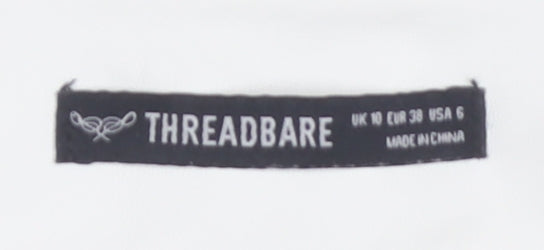 THREADBARE
UK 10 EUR 38 USA 6
MADE IN CHINA